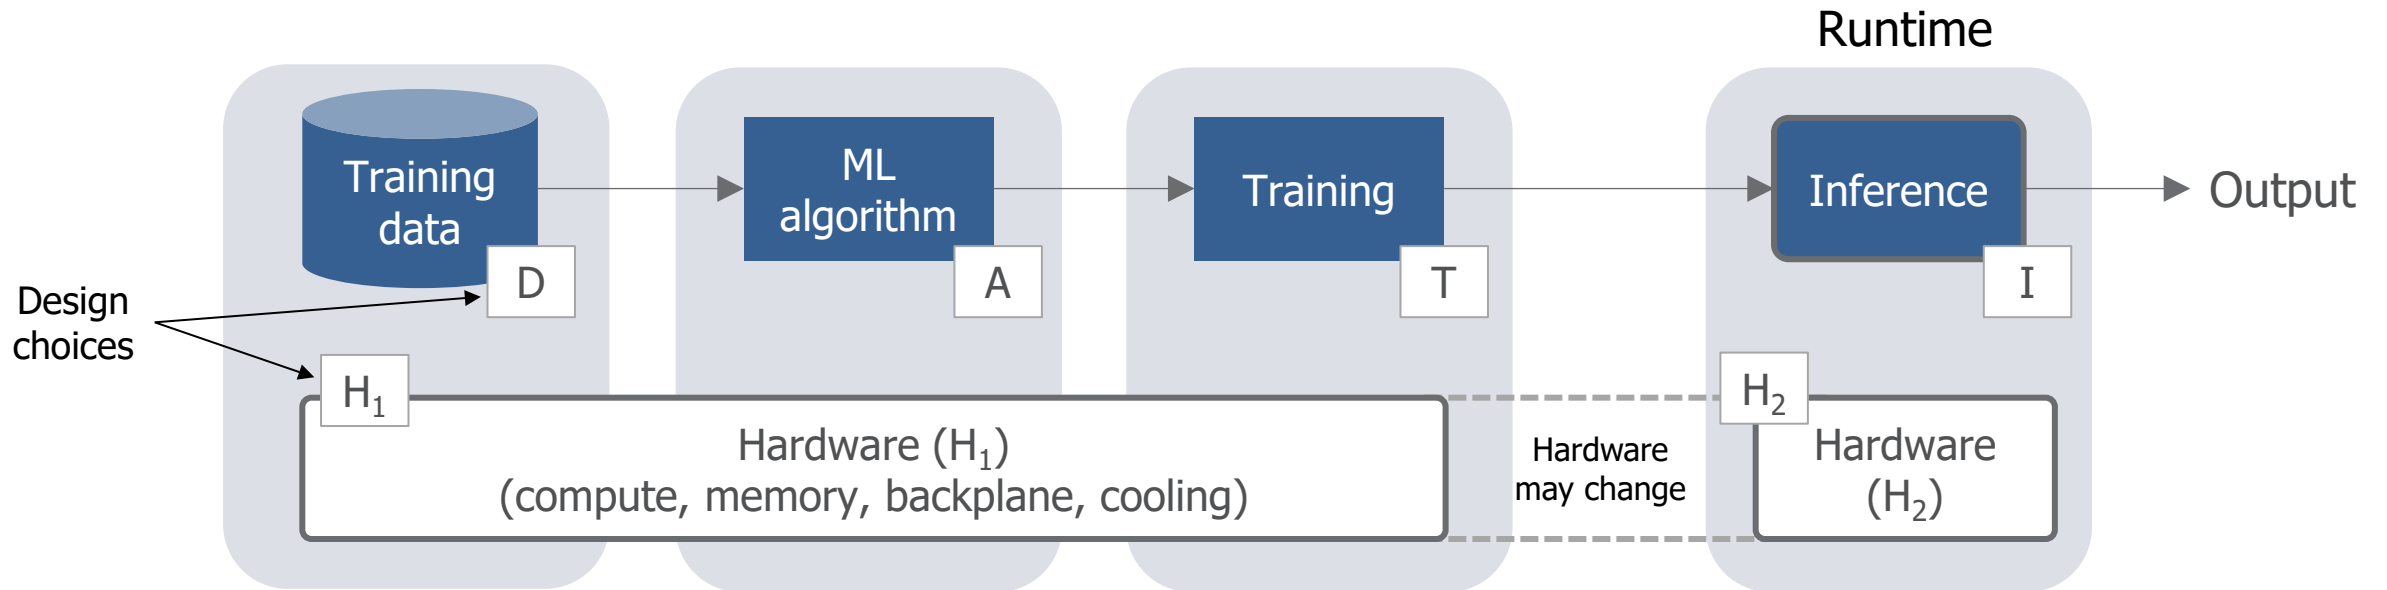 Runtime
Training
data
D
ML
algorithm
A
Training
T
Inference
I
Output
Design
choices
H₁
Hardware (H₁)
(compute, memory, backplane, cooling)
Hardware
may change
H₂
Hardware
(H₂)